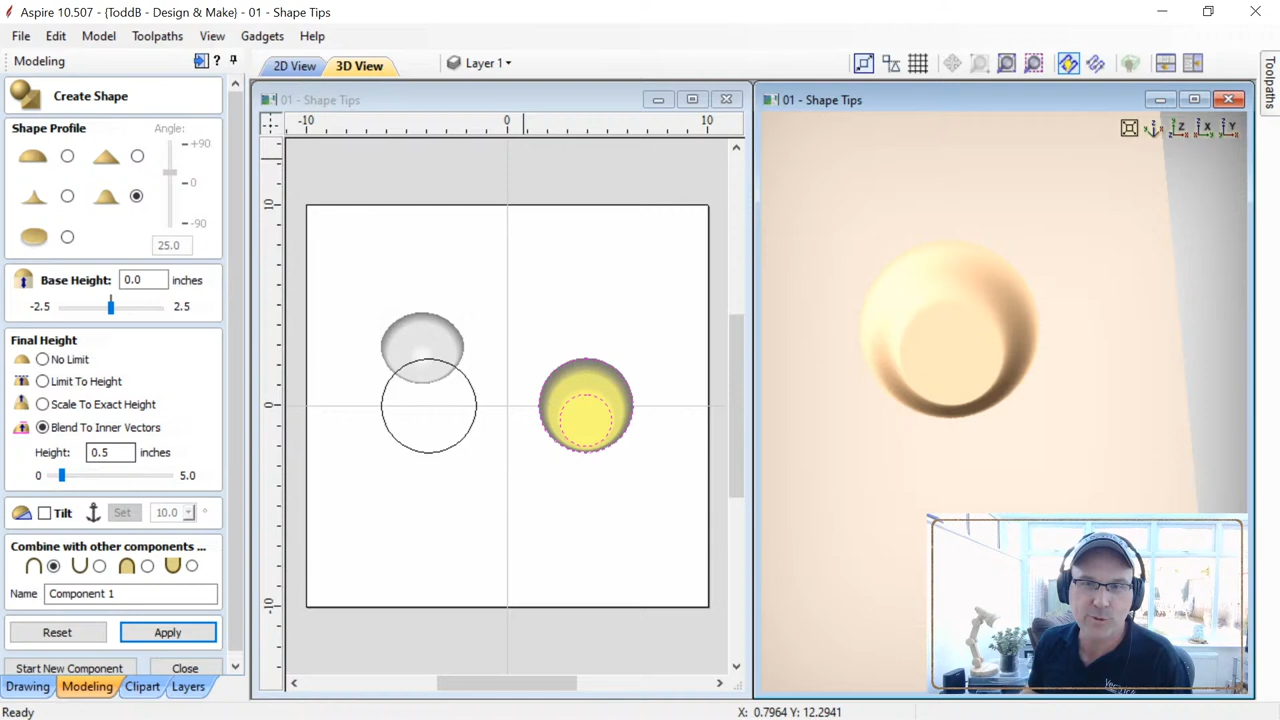 Aspire 10.507 - {ToddB - Design & Make} - 01 - Shape Tips
File Edit Model Toolpaths View Gadgets Help
Modeling
2D View 3D View Layer 1
Toolpaths
Create Shape
Shape Profile
Angle:
+90
0
-90
25.0
Base Height: 0.0 inches
-2.5 2.5
Final Height
No Limit
Limit To Height
Scale To Exact Height
Blend To Inner Vectors
Height: 0.5 inches
0 5.0
Tilt Set 10.0 °
Combine with other components ...
Name Component 1
Reset Apply
Start New Component Close
Drawing Modeling Clipart Layers
01 - Shape Tips
-10 0 10
10
0
-10
01 - Shape Tips
Z X Y
Ready X: 0.7964 Y: 12.2941